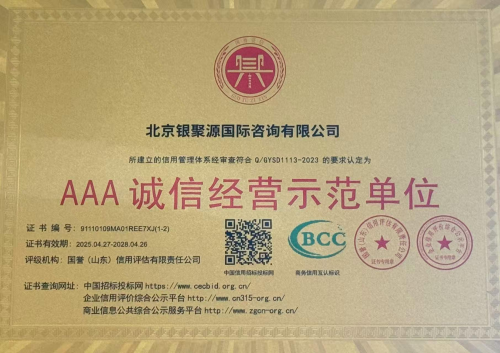 北京银聚源国际咨询有限公司
所建立的信用管理体系经审查符合 Q/GYSD1113-2023 的要求认定为
AAA 诚信经营示范单位
证 书 编 号：91110109MA01REE7XJ(1-2)
证书有效期：2025.04.27-2028.04.26
评级机构：国誉（山东）信用评估有限责任公司
中国招标投标网
BCC
商务信用互认标识
证书查询网址：中国招标投标网 https://www.cecbid.org.cn/
企业信用评价综合公示平台 http://www.cn315-org.cn/
商业信息公共综合公示服务平台 http://www.zgcn-org.cn/